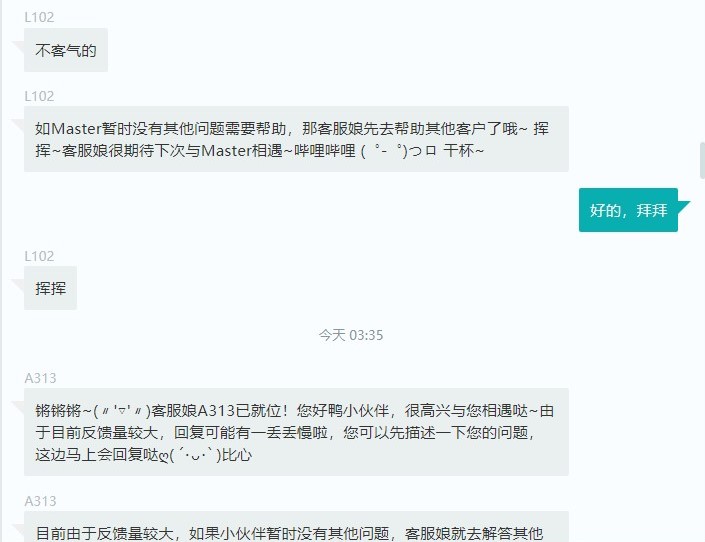 L102
不客气的
L102
如Master暂时没有其他问题需要帮助，那客服娘先去帮助其他客户了哦~ 挥
挥~客服娘很期待下次与Master相遇~哔哩哔哩 (゜-゜)つロ 干杯~
好的，拜拜
L102
挥挥
今天 03:35
A313
锵锵锵~(〃'▽'〃)客服娘A313已就位！您好鸭小伙伴，很高兴与您相遇哒~由
于目前反馈量较大，回复可能有一丢丢慢啦，您可以先描述一下您的问题，
这边马上会回复哒ღ( ´･ᴗ･` )比心
A313
目前由于反馈量较大，如果小伙伴暂时没有其他问题，客服娘就去解答其他